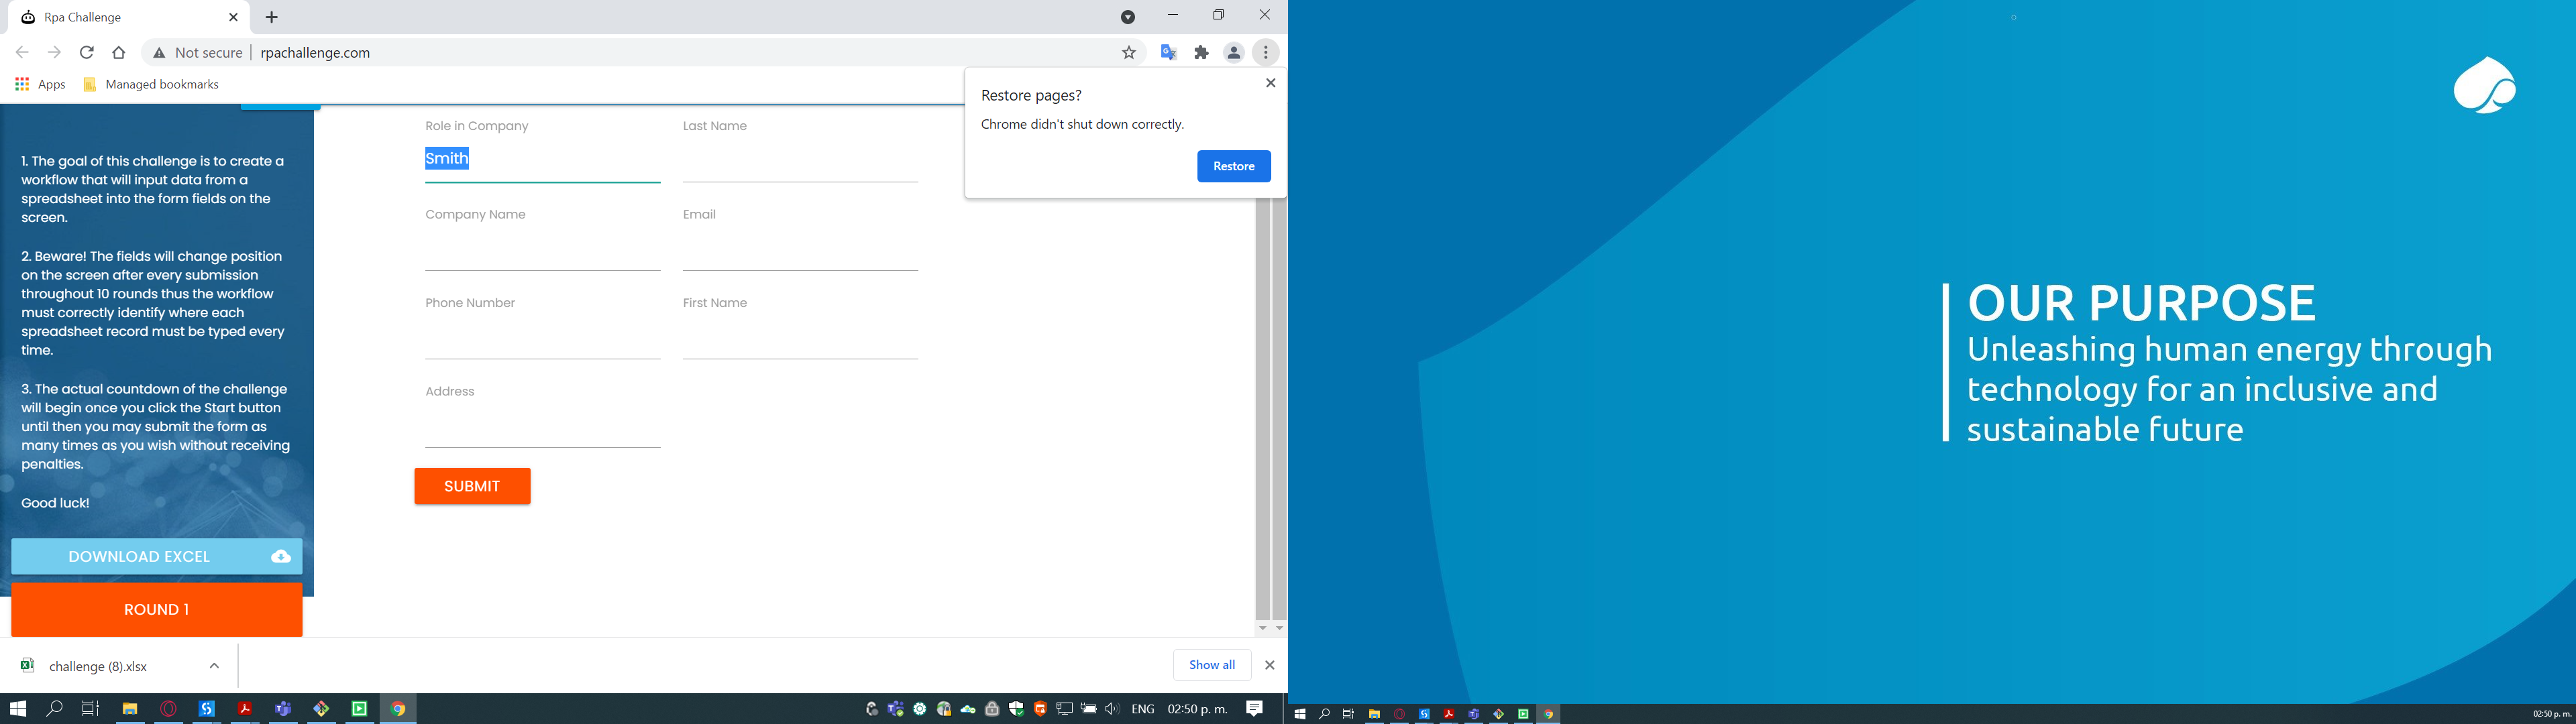 Rpa Challenge
Not secure | rpachallenge.com
Apps
Managed bookmarks
Restore pages?
Chrome didn't shut down correctly.
Restore
1. The goal of this challenge is to create a
workflow that will input data from a
spreadsheet into the form fields on the
screen.
2. Beware! The fields will change position
on the screen after every submission
throughout 10 rounds thus the workflow
must correctly identify where each
spreadsheet record must be typed every
time.
3. The actual countdown of the challenge
will begin once you click the Start button
until then you may submit the form as
many times as you wish without receiving
penalties.
Good luck!
DOWNLOAD EXCEL
ROUND 1
Role in Company
Smith
Last Name
Company Name
Email
Phone Number
First Name
Address
SUBMIT
challenge (8).xlsx
Show all
ENG
02:50 p. m.
OUR PURPOSE
Unleashing human energy through
technology for an inclusive and
sustainable future
02:50 p. m.